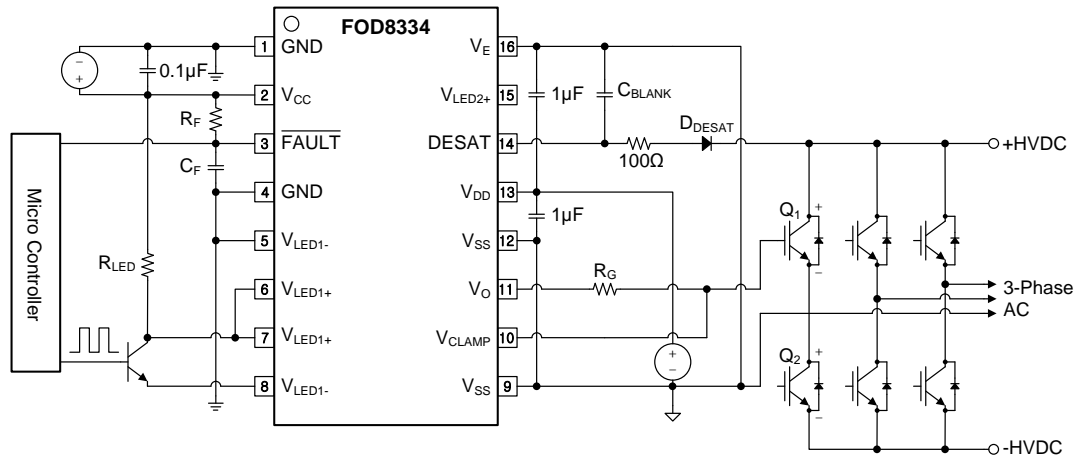 FOD8334
1 GND
2 VCC
3 FAULT
4 GND
5 VLED1-
6 VLED1+
7 VLED1+
8 VLED1-
VE 16
VLED2+ 15
DESAT 14
VDD 13
VSS 12
VO 11
VCLAMP 10
VSS 9
- +
0.1µF
RF
CF
RLED
Micro Controller
1µF
CBLANK
100Ω
DDESAT
1µF
RG
+ -
+HVDC
Q1
+ -
3-Phase
AC
Q2
+ -
-HVDC